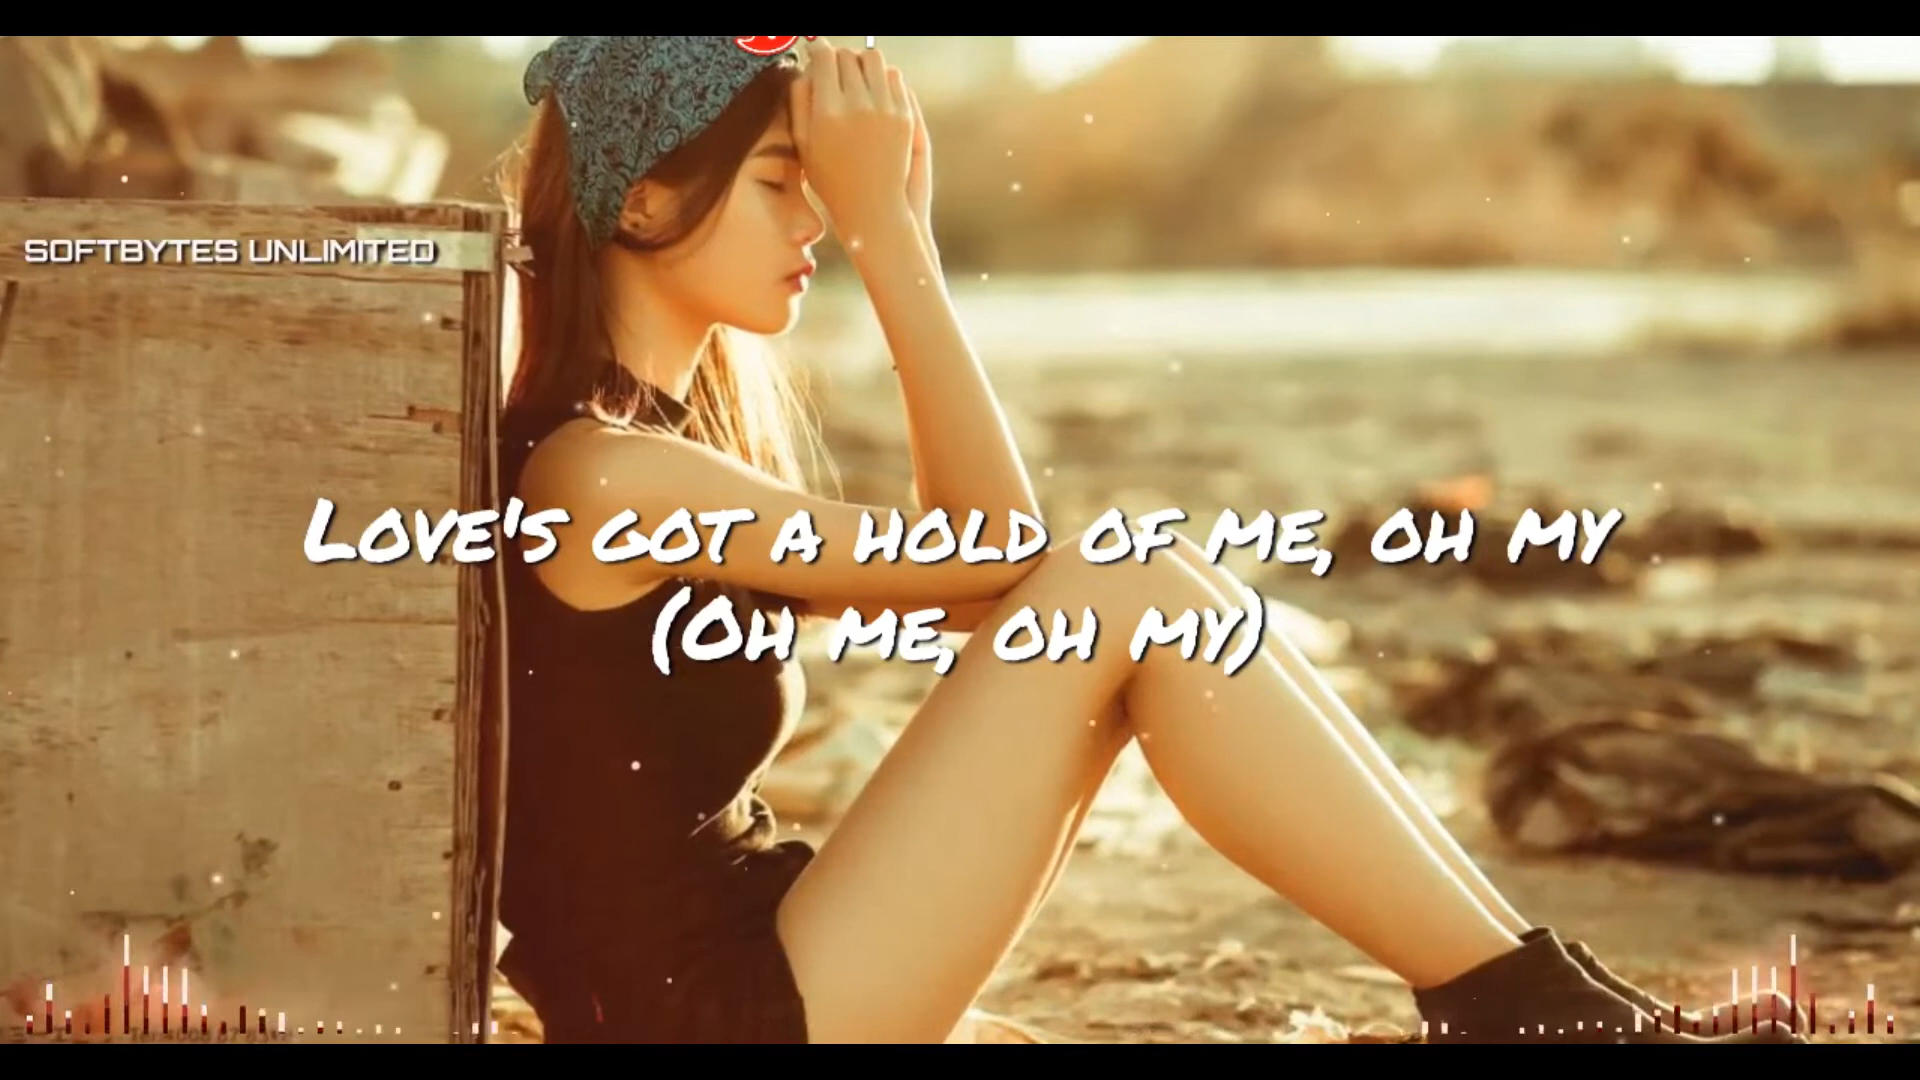 SOFTBYTES UNLIMITED
Love's got a hold of me, oh my
(Oh me, oh my)